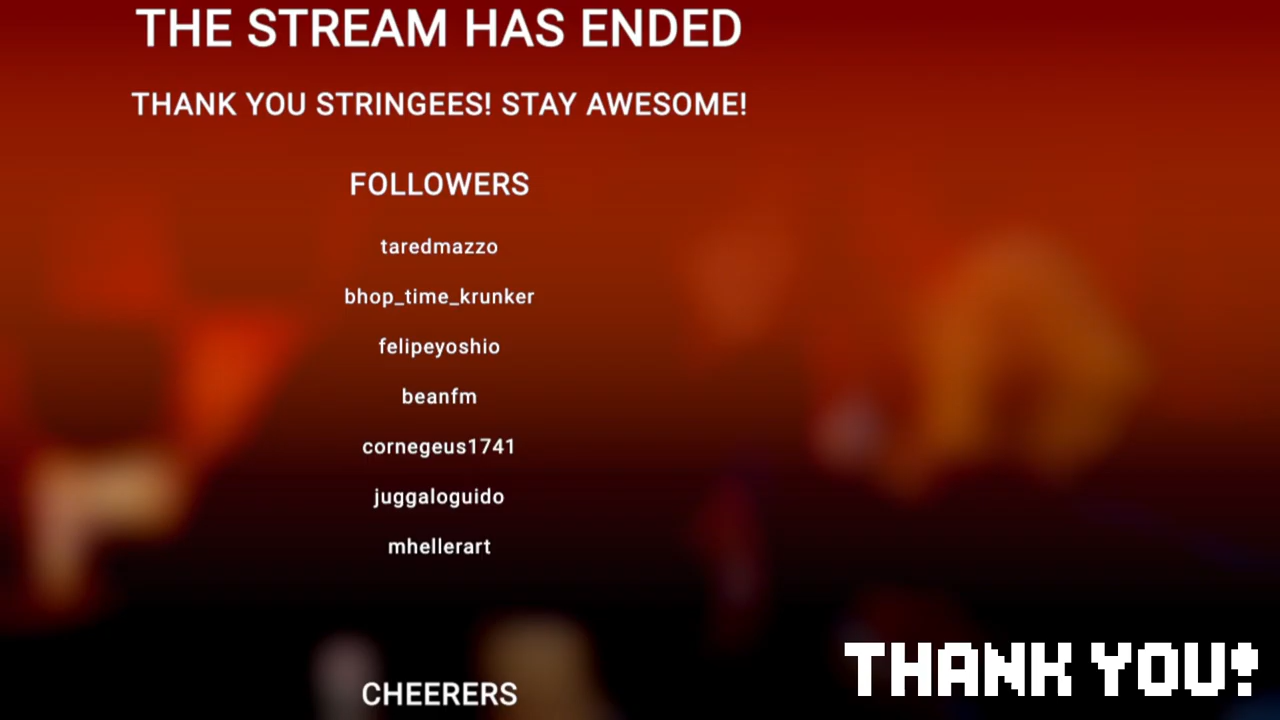 THE STREAM HAS ENDED
THANK YOU STRINGEES! STAY AWESOME!
FOLLOWERS
taredmazzo
bhop_time_krunker
felipeyoshio
beanfm
cornegeus1741
juggaloguido
mhellerart
CHEERERS
THANK YOU!